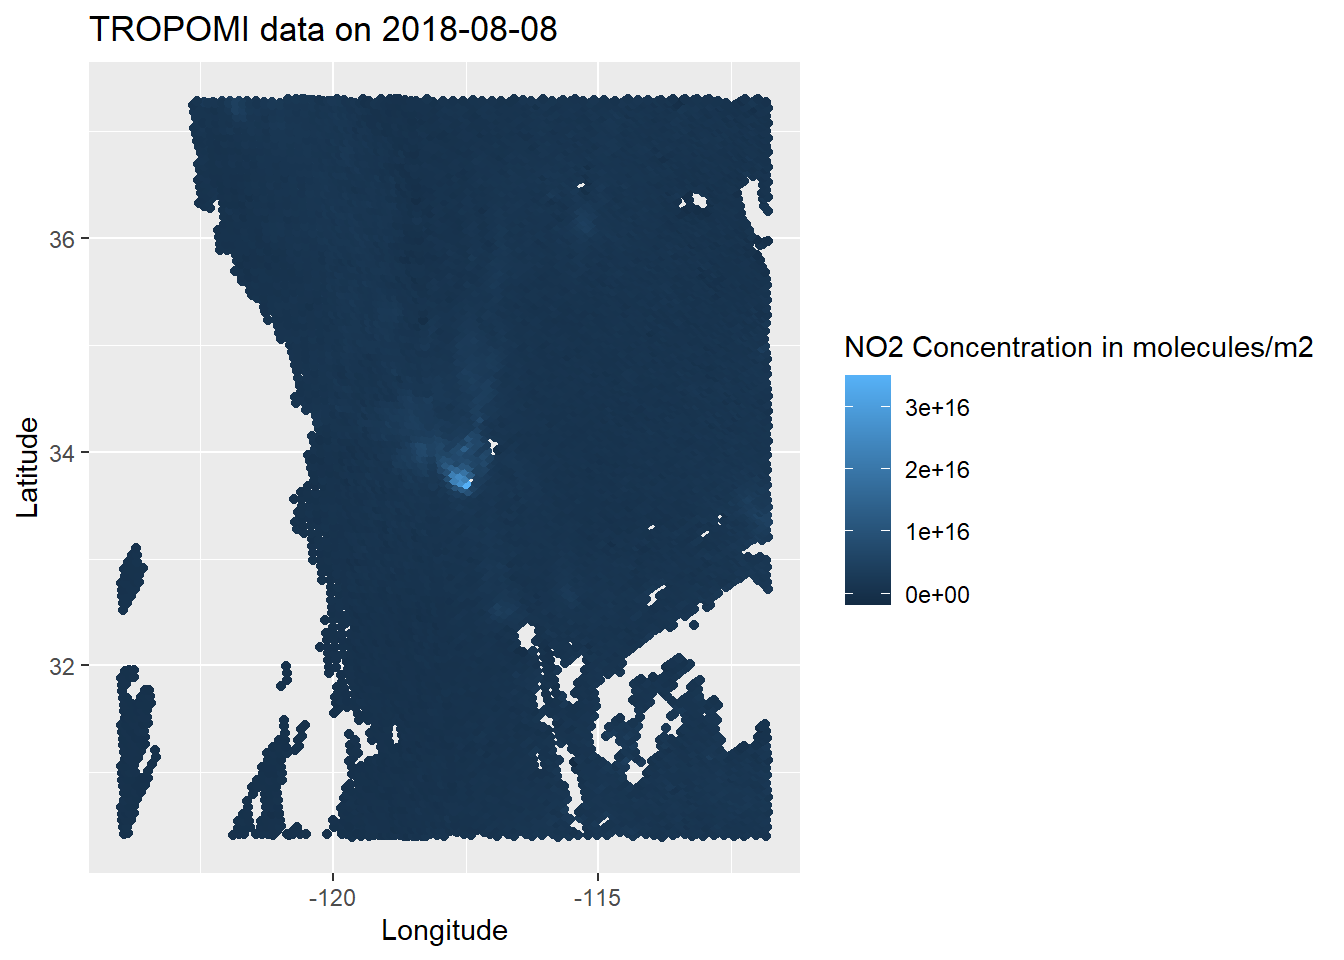 TROPOMI data on 2018-08-08
36
34
32
-120
-115
Longitude
Latitude
NO2 Concentration in molecules/m2
3e+16
2e+16
1e+16
0e+00